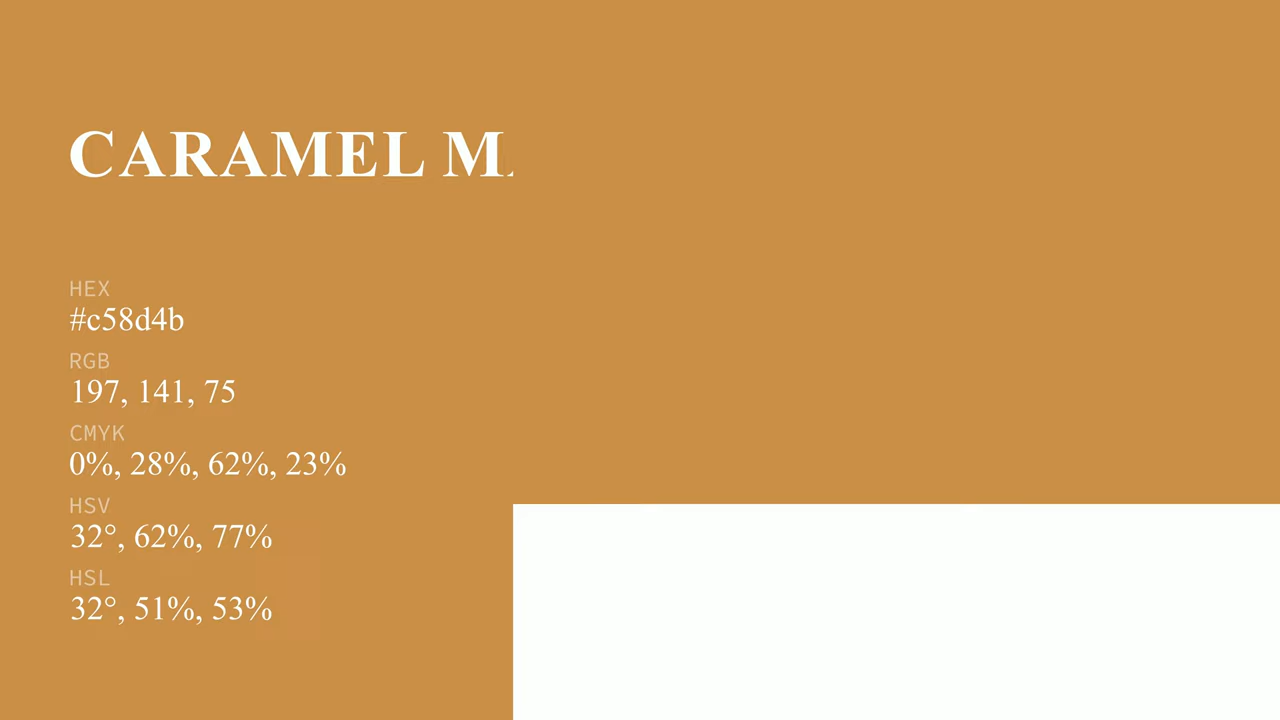 CARAMEL
HEX
#c58d4b
RGB
197, 141, 75
CMYK
0%, 28%, 62%, 23%
HSV
32°, 62%, 77%
HSL
32°, 51%, 53%